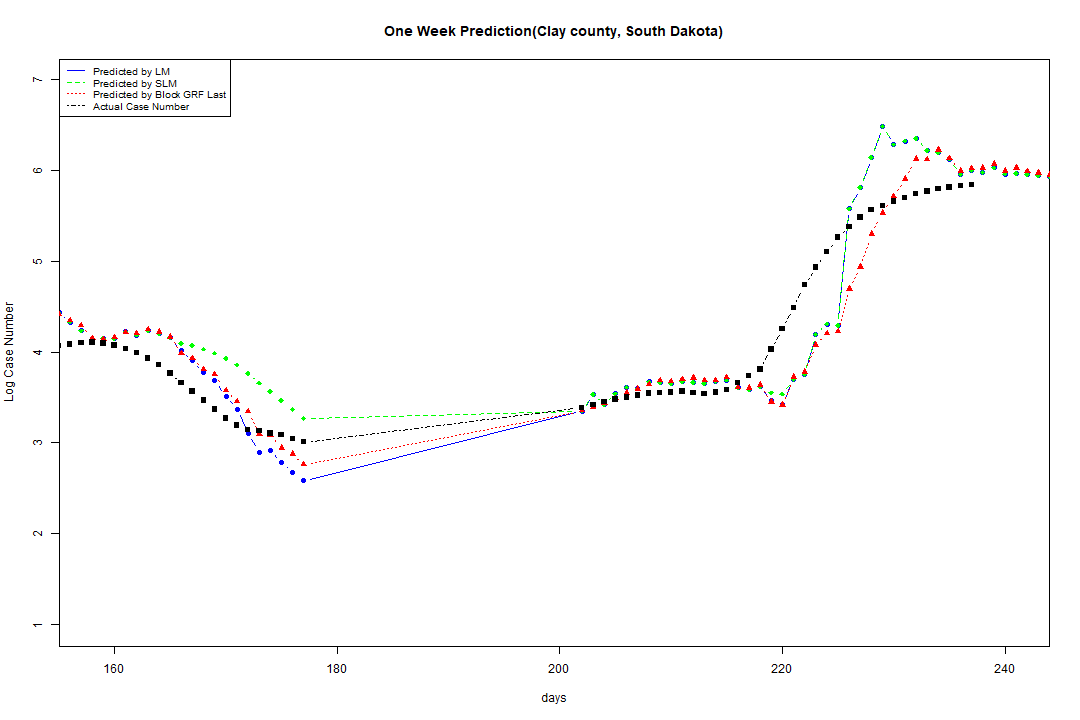 One Week Prediction(Clay county, South Dakota)
Predicted by LM
Predicted by SLM
Predicted by Block GRF Last
Actual Case Number
7
6
5
4
3
2
1
Log Case Number
160 180 200 220 240
days